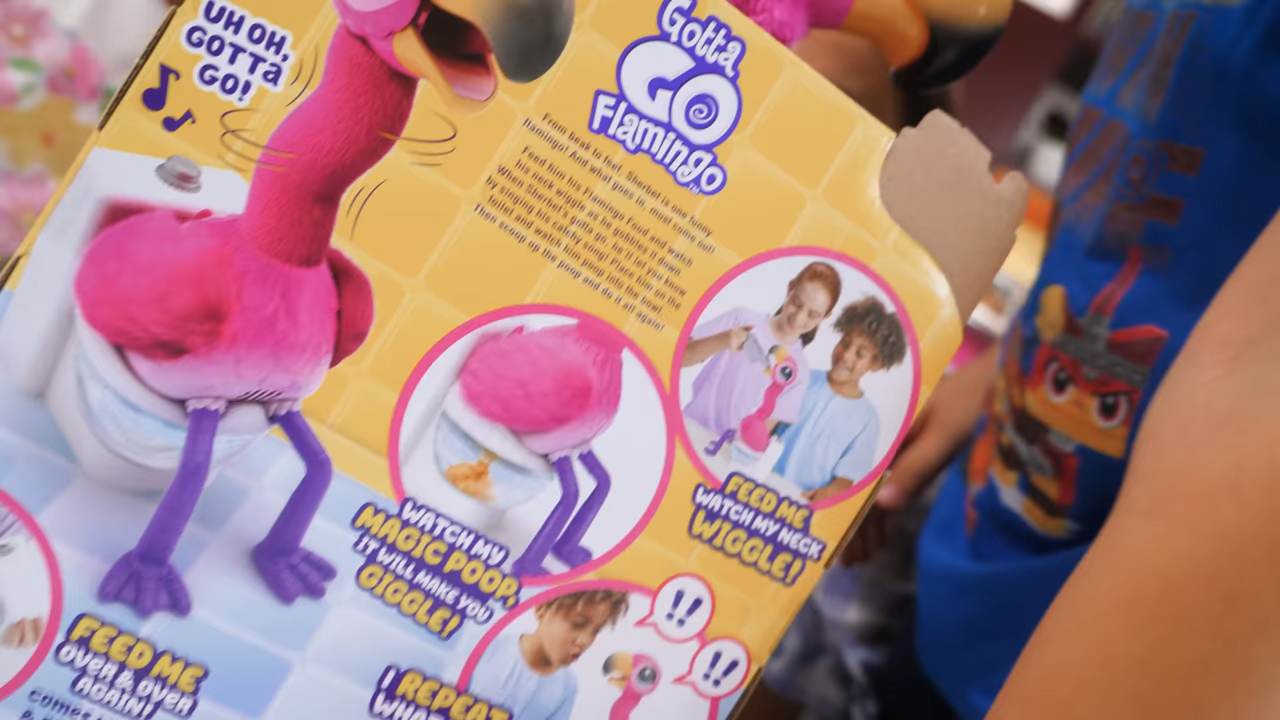 UH OH,
GOTTA
GO!
Gotta
GO
Flamingo
From beak to feet, Sherbet is one funny
flamingo! And what goes in, must come out!
Feed him his Flamingo Food and watch
his neck wiggle as he gobbles it down.
When Sherbet's gotta go, he'll let you know
by singing his catchy song! Place him on the
toilet and watch him poop into the bowl.
Then scoop up the poop and do it all again!
FEED ME
WATCH MY NECK
WIGGLE!
WATCH MY
MAGIC POOP,
IT WILL MAKE YOU
GIGGLE!
!!
!!
FEED ME
OVER & OVER
AGAIN!
comes
I REPEAT